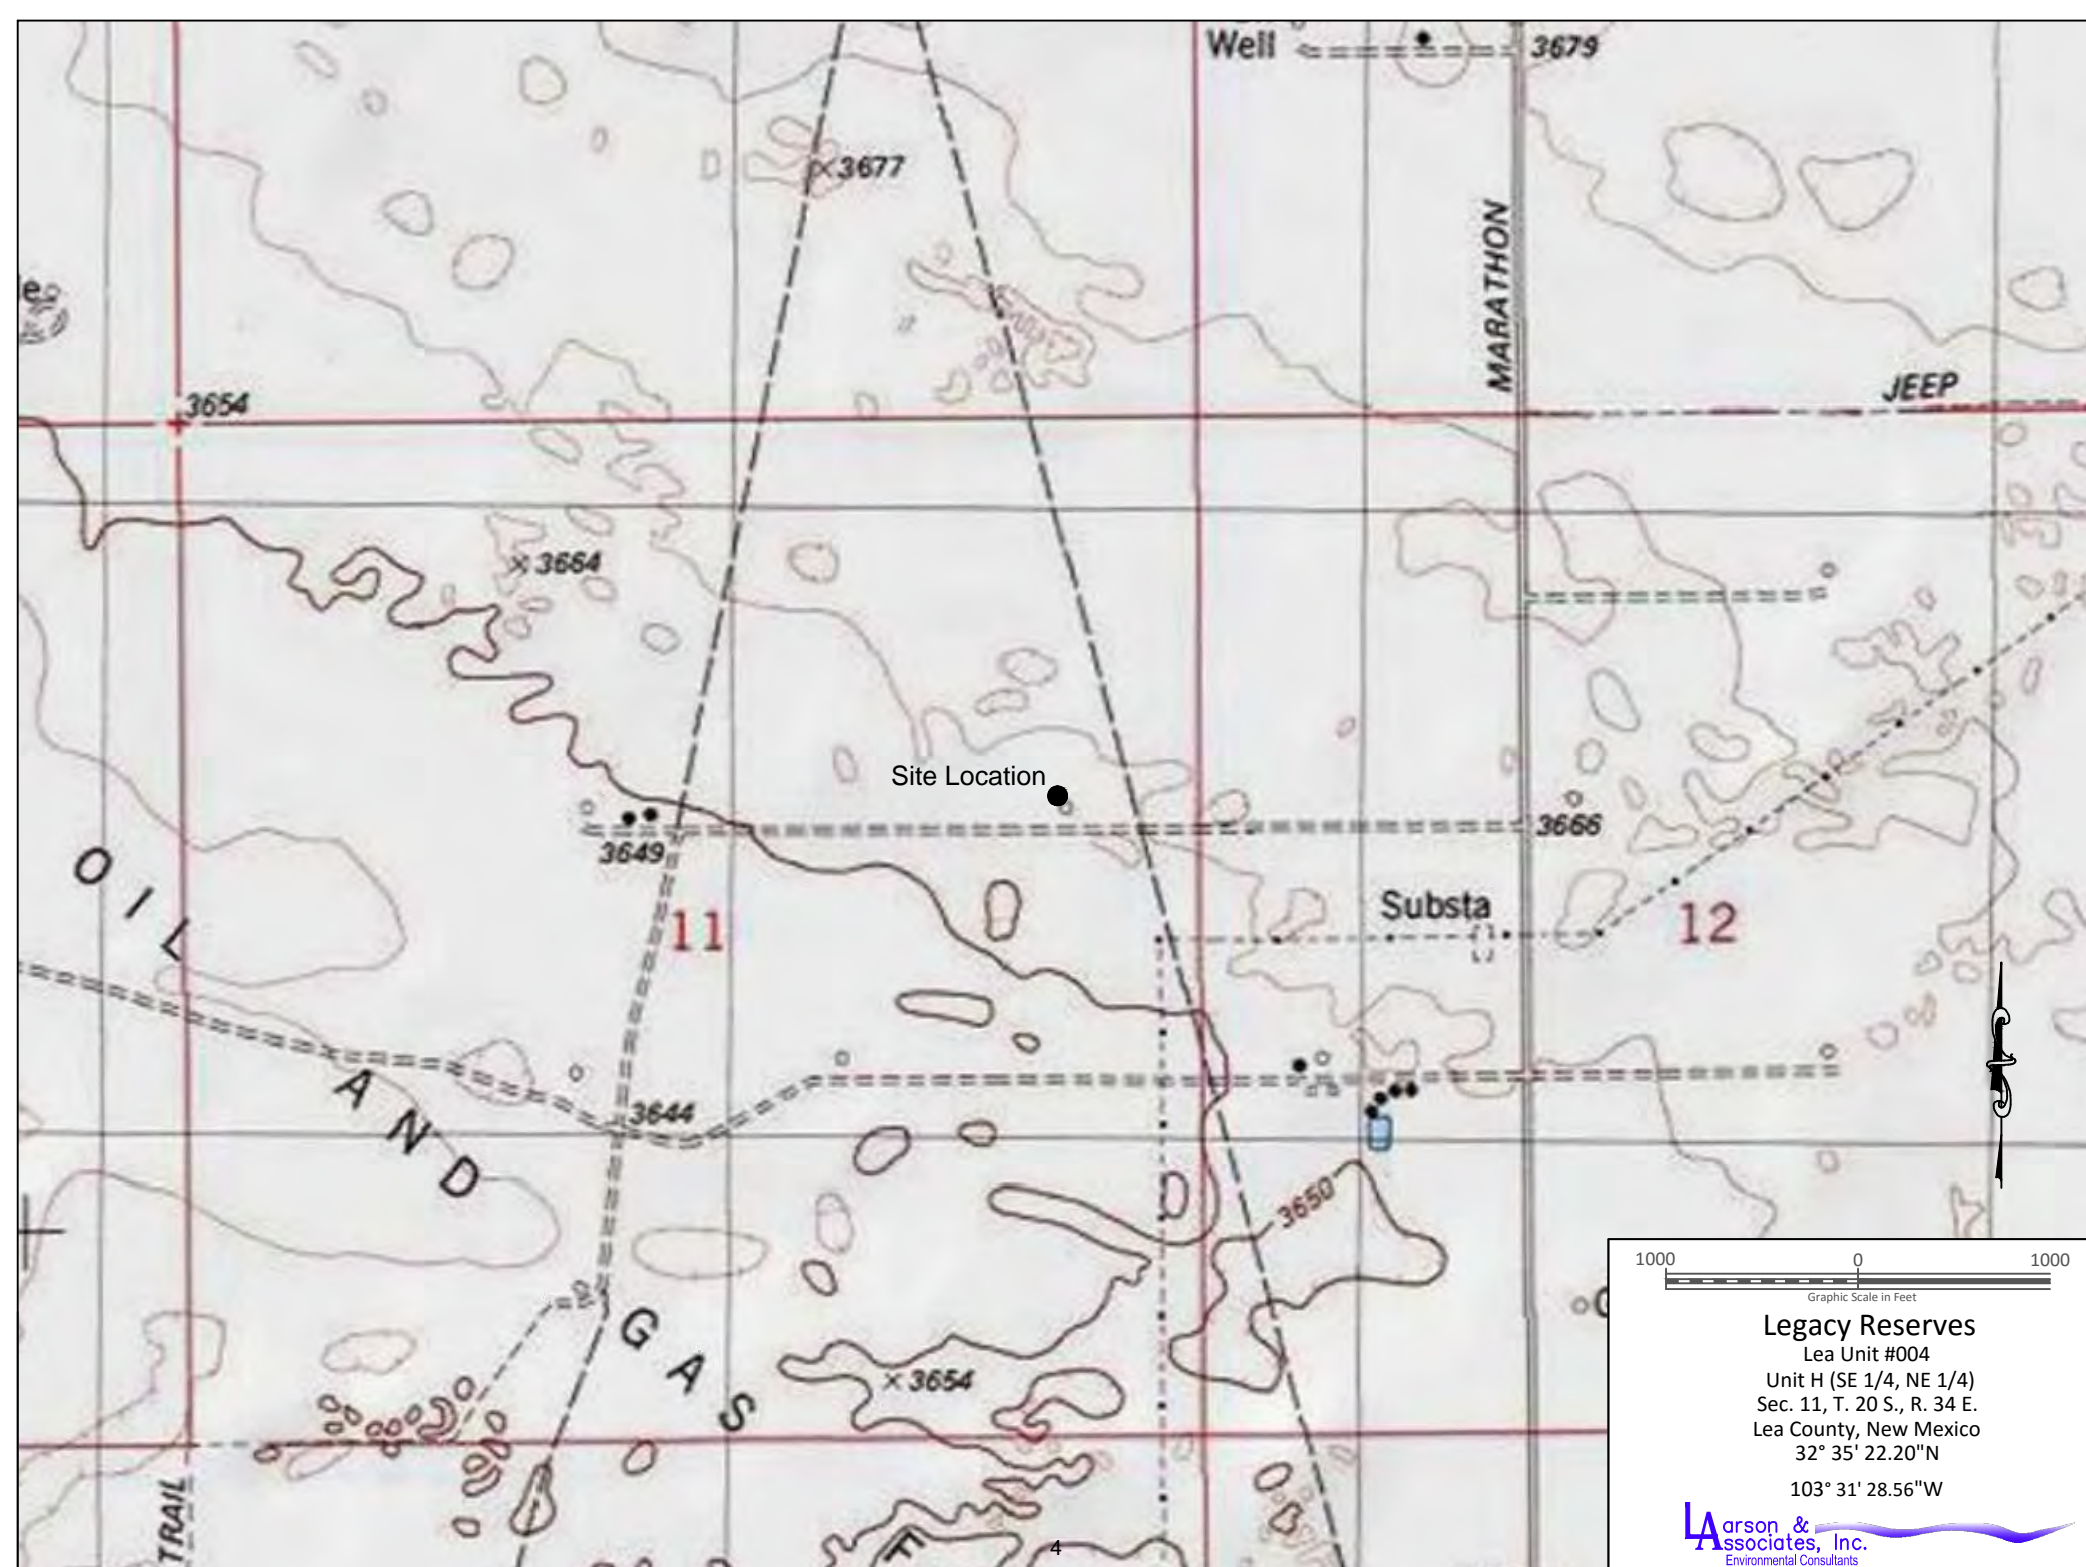 Well
3679
3677
MARATHON
3654
JEEP
3664
Site Location
3649
3666
OIL
11
Substa
12
AND
3644
3650
GAS
3654
TRAIL
F
4
1000 0 1000
Graphic Scale in Feet
Legacy Reserves
Lea Unit #004
Unit H (SE 1/4, NE 1/4)
Sec. 11, T. 20 S., R. 34 E.
Lea County, New Mexico
32° 35' 22.20"N
103° 31' 28.56"W
Larson &
Associates, Inc.
Environmental Consultants